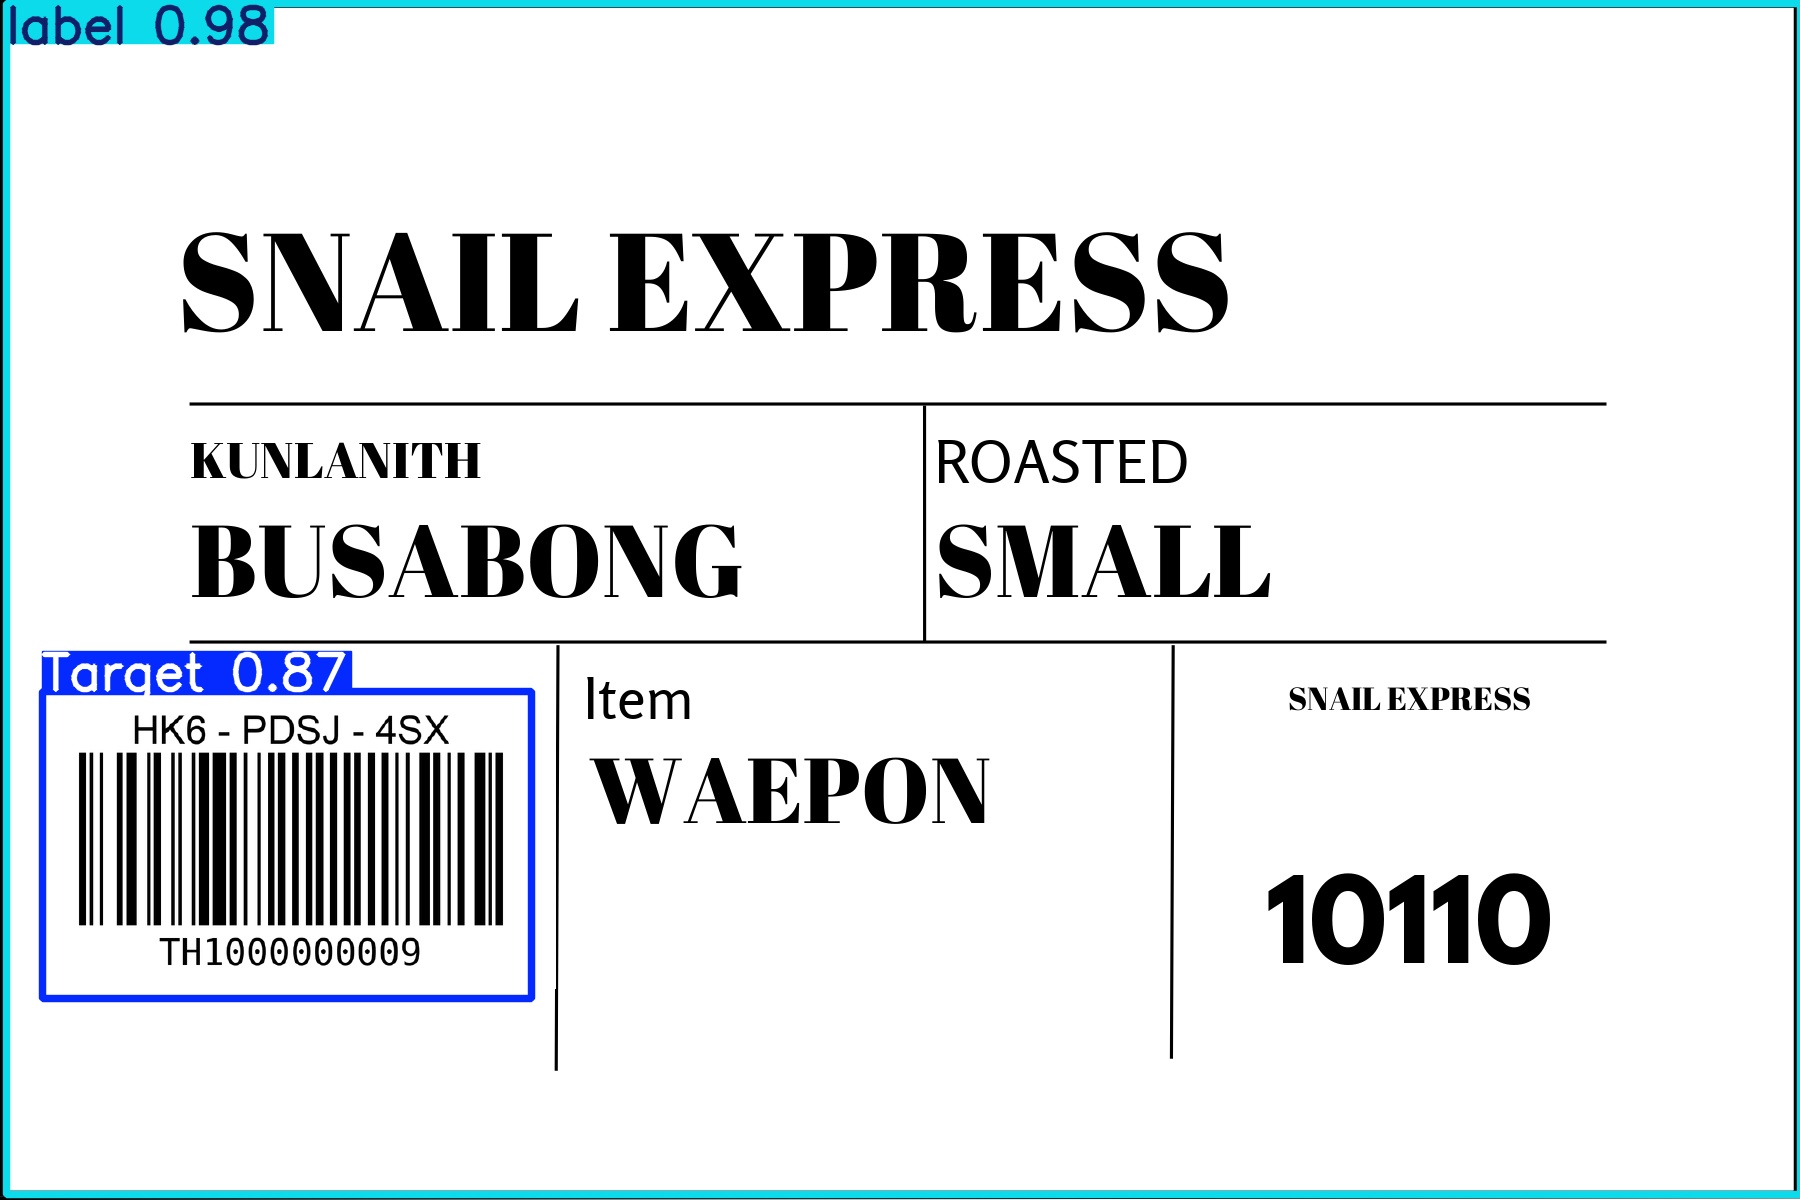 label 0.98
SNAIL EXPRESS
KUNLANITH
BUSABONG
ROASTED
SMALL
Target 0.87
HK6 - PDSJ - 4SX
TH1000000009
Item
WAEPON
SNAIL EXPRESS
10110